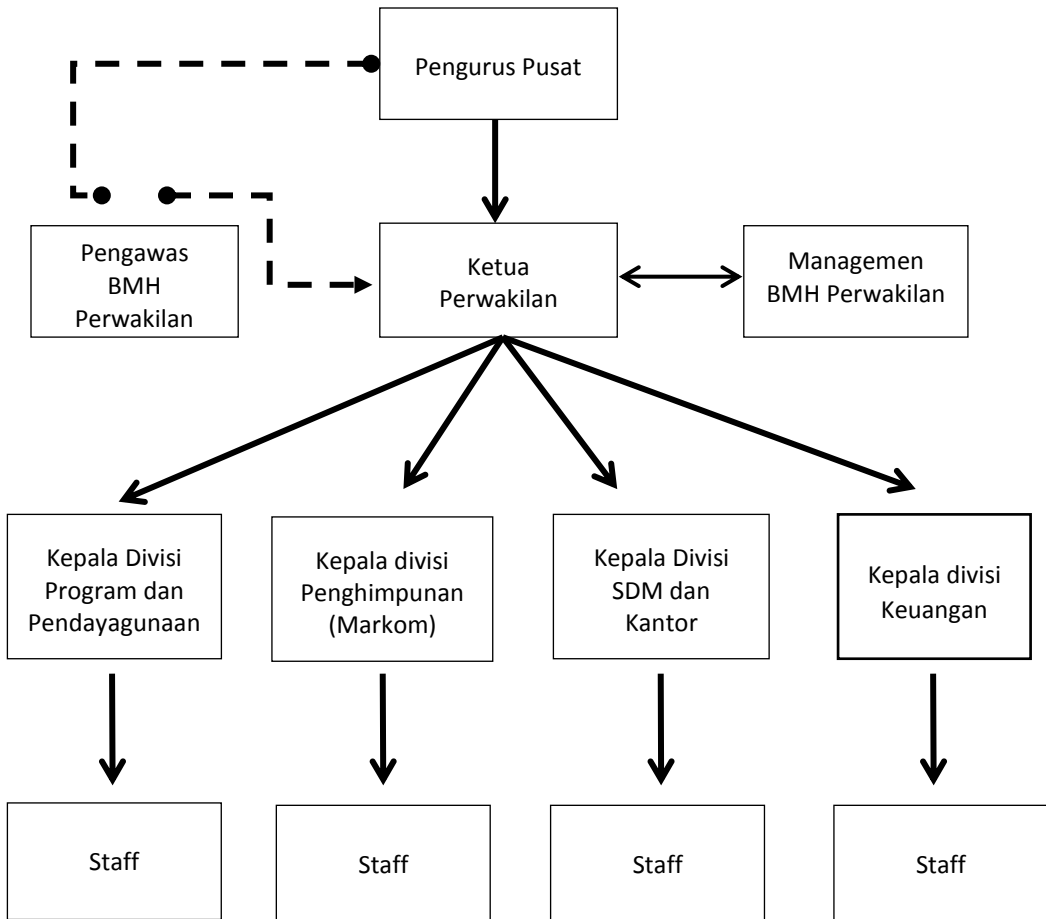 Pengurus Pusat
Pengawas
BMH
Perwakilan
Ketua
Perwakilan
Managemen
BMH Perwakilan
Kepala Divisi
Program dan
Pendayagunaan
Kepala divisi
Penghimpunan
(Markom)
Kepala Divisi
SDM dan
Kantor
Kepala divisi
Keuangan
Staff
Staff
Staff
Staff